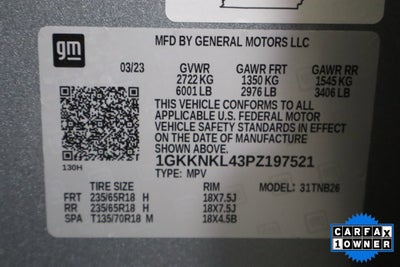 gm
MFD BY GENERAL MOTORS LLC
03/23 GVWR GAWR FRT GAWR RR
2722 KG 1350 KG 1545 KG
6001 LB 2976 LB 3406 LB
THIS VEHICLE CONFORMS TO ALL
APPLICABLE U.S. FEDERAL MOTOR
VEHICLE SAFETY STANDARDS IN EFFECT
ON THE DATE OF MANUFACTURE
SHOWN ABOVE.
1GKKNKL43PZ197521
130H
TYPE: MPV
TIRE SIZE RIM MODEL: 31TNB26
FRT 235/65R18 H 18X7.5J
RR 235/65R18 H 18X7.5J
SPA T135/70R18 M 18X4.5B
CARFAX
1 OWNER